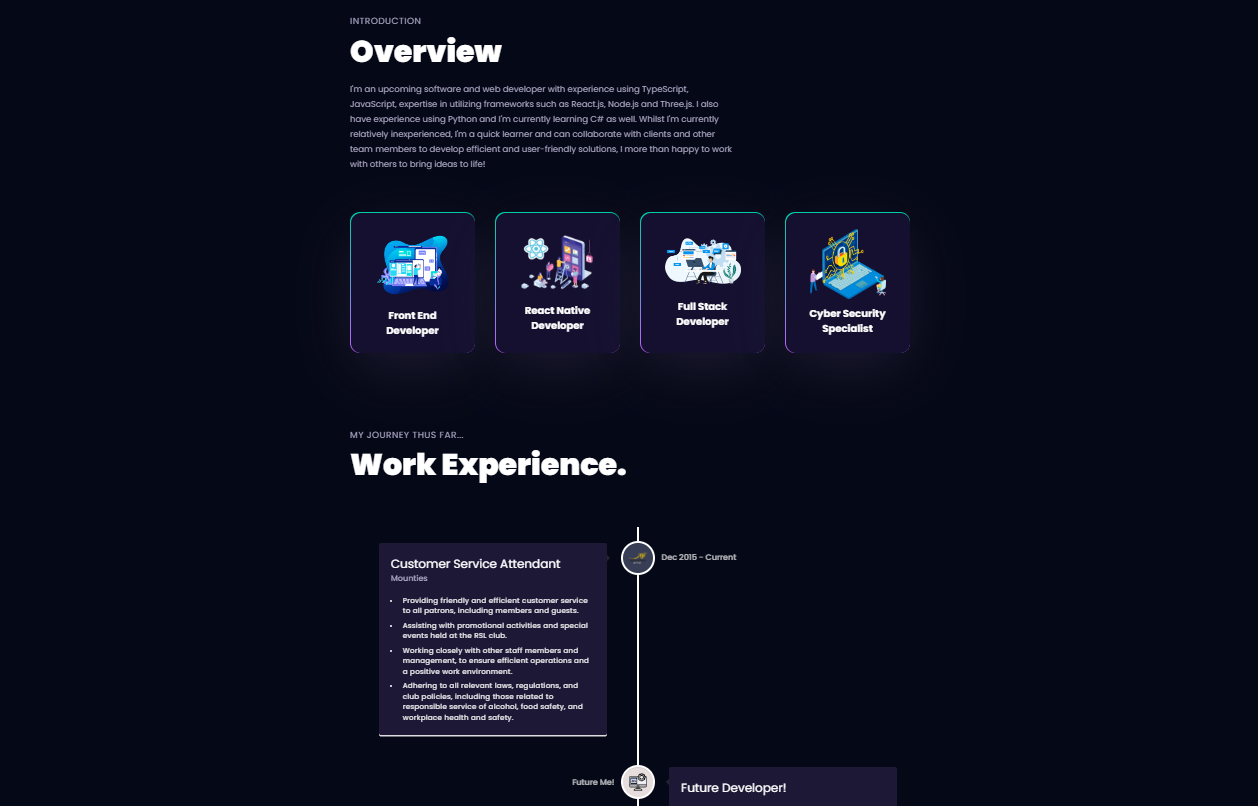 INTRODUCTION
Overview
I'm an upcoming software and web developer with experience using TypeScript,
JavaScript, expertise in utilizing frameworks such as React.js, Node.js and Three.js. I also
have experience using Python and I'm currently learning C# as well. Whilst I'm currently
relatively inexperienced, I'm a quick learner and can collaborate with clients and other
team members to develop efficient and user-friendly solutions, I more than happy to work
with others to bring ideas to life!
Front End
Developer
React Native
Developer
Full Stack
Developer
Cyber Security
Specialist
MY JOURNEY THUS FAR...
Work Experience.
Dec 2015 - Current
Customer Service Attendant
Mounties
• Providing friendly and efficient customer service
to all patrons, including members and guests.
• Assisting with promotional activities and special
events held at the RSL club.
• Working closely with other staff members and
management, to ensure efficient operations and
a positive work environment.
• Adhering to all relevant laws, regulations, and
club policies, including those related to
responsible service of alcohol, food safety, and
workplace health and safety.
Future Me!
Future Developer!